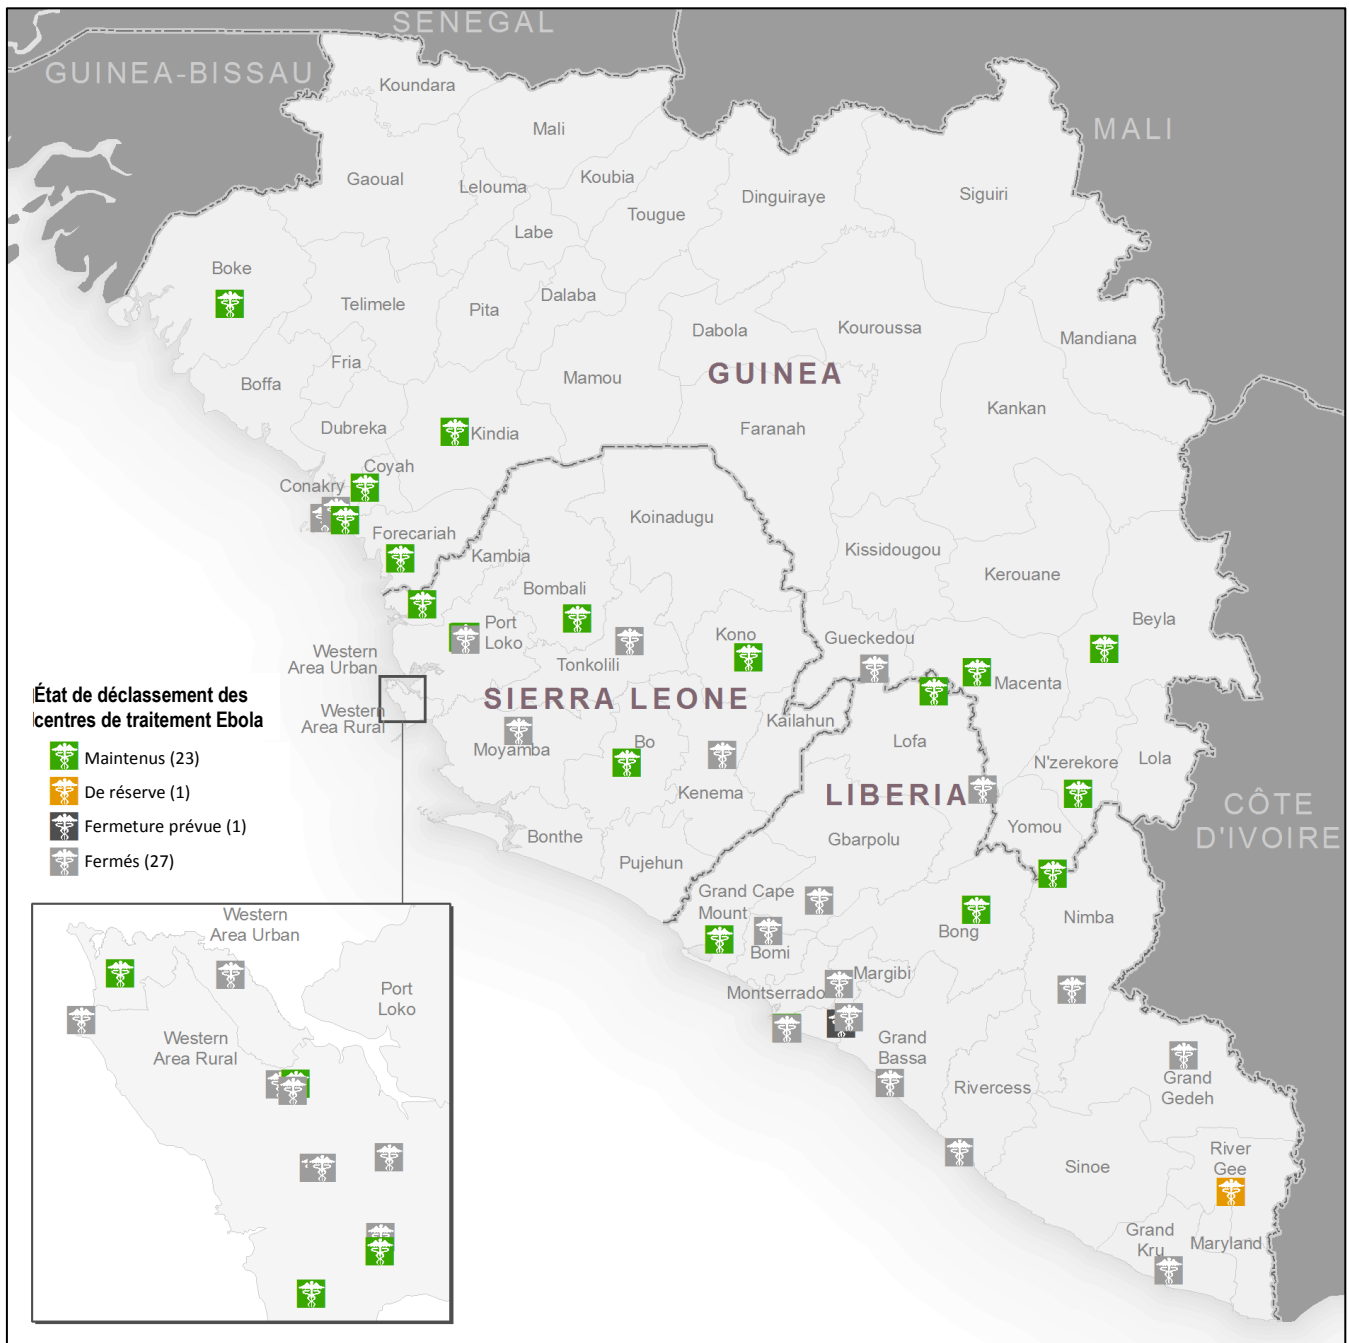 SENEGAL
GUINEA-BISSAU
MALI
Koundara
Mali
Gaoual
Lelouma
Koubia
Tougue
Dinguiraye
Siguiri
Labe
Boke
Telimele
Pita
Dalaba
Dabola
Kouroussa
Mandiana
Fria
Boffa
Mamou
GUINEA
Kankan
Dubreka
Kindia
Faranah
Coyah
Conakry
Forecariah
Koinadugu
Kambia
Kissidougou
Kerouane
Bombali
Beyla
Port
Loko
Kono
Gueckedou
Western
Area Urban
Tonkolili
Macenta
SIERRA LEONE
Western
Area Rural
Kailahun
Moyamba
Bo
Lofa
N'zerekore
Lola
Kenema
LIBERIA
CÔTE
D'IVOIRE
Bonthe
Yomou
Gbarpolu
Pujehun
Grand Cape
Mount
Bong
Nimba
Bomi
Margibi
Montserrado
Grand
Bassa
Rivercess
Grand
Gedeh
Sinoe
River
Gee
Grand
Kru
Maryland
État de déclassement des
centres de traitement Ebola
Maintenus (23)
De réserve (1)
Fermeture prévue (1)
Fermés (27)
Western
Area Urban
Port
Loko
Western
Area Rural